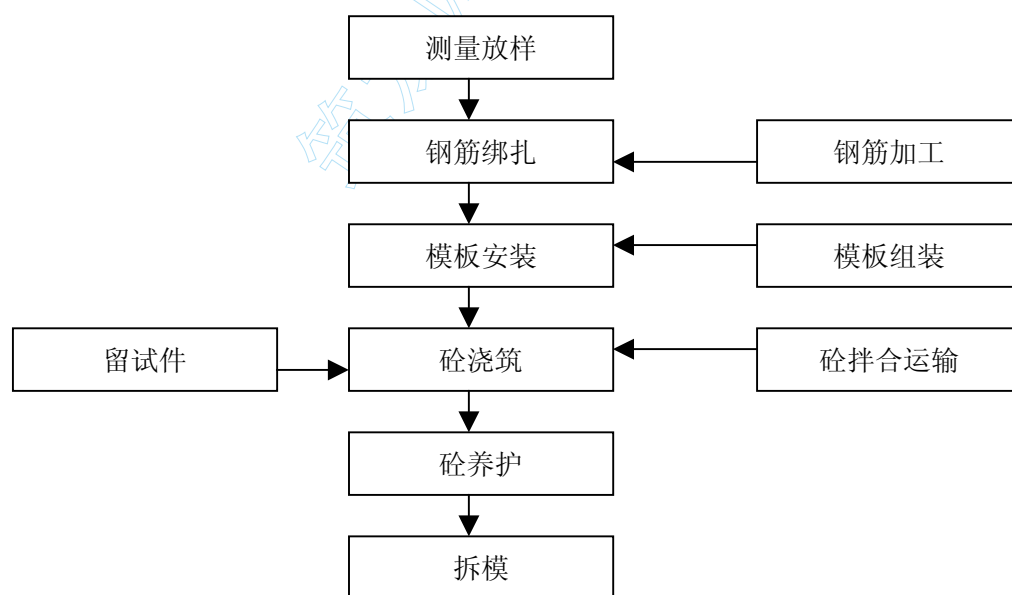 测量放样
钢筋绑扎
钢筋加工
模板安装
模板组装
留试件
砼浇筑
砼拌合运输
砼养护
拆模